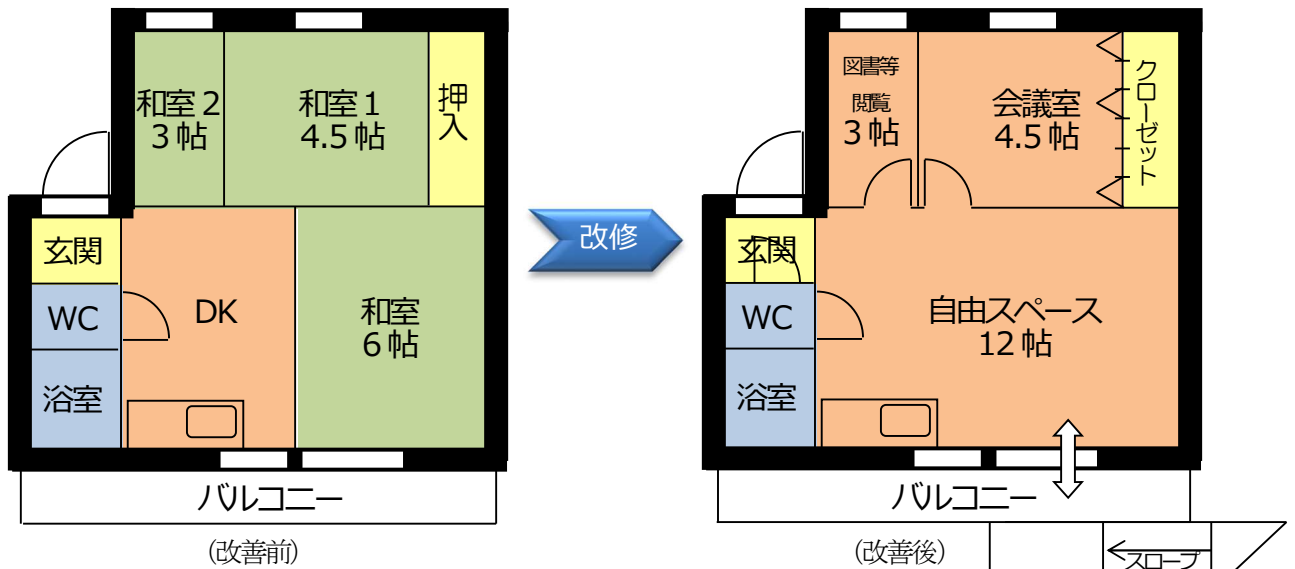 和室２
３帖
和室１
4.5帖
押入
玄関
WC
浴室
DK
和室
６帖
バルコニー
(改善前)
改修
図書等
閲覧
３帖
会議室
4.5帖
クローゼット
玄関
WC
浴室
自由スペース
12帖
バルコニー
(改善後)
スロープ